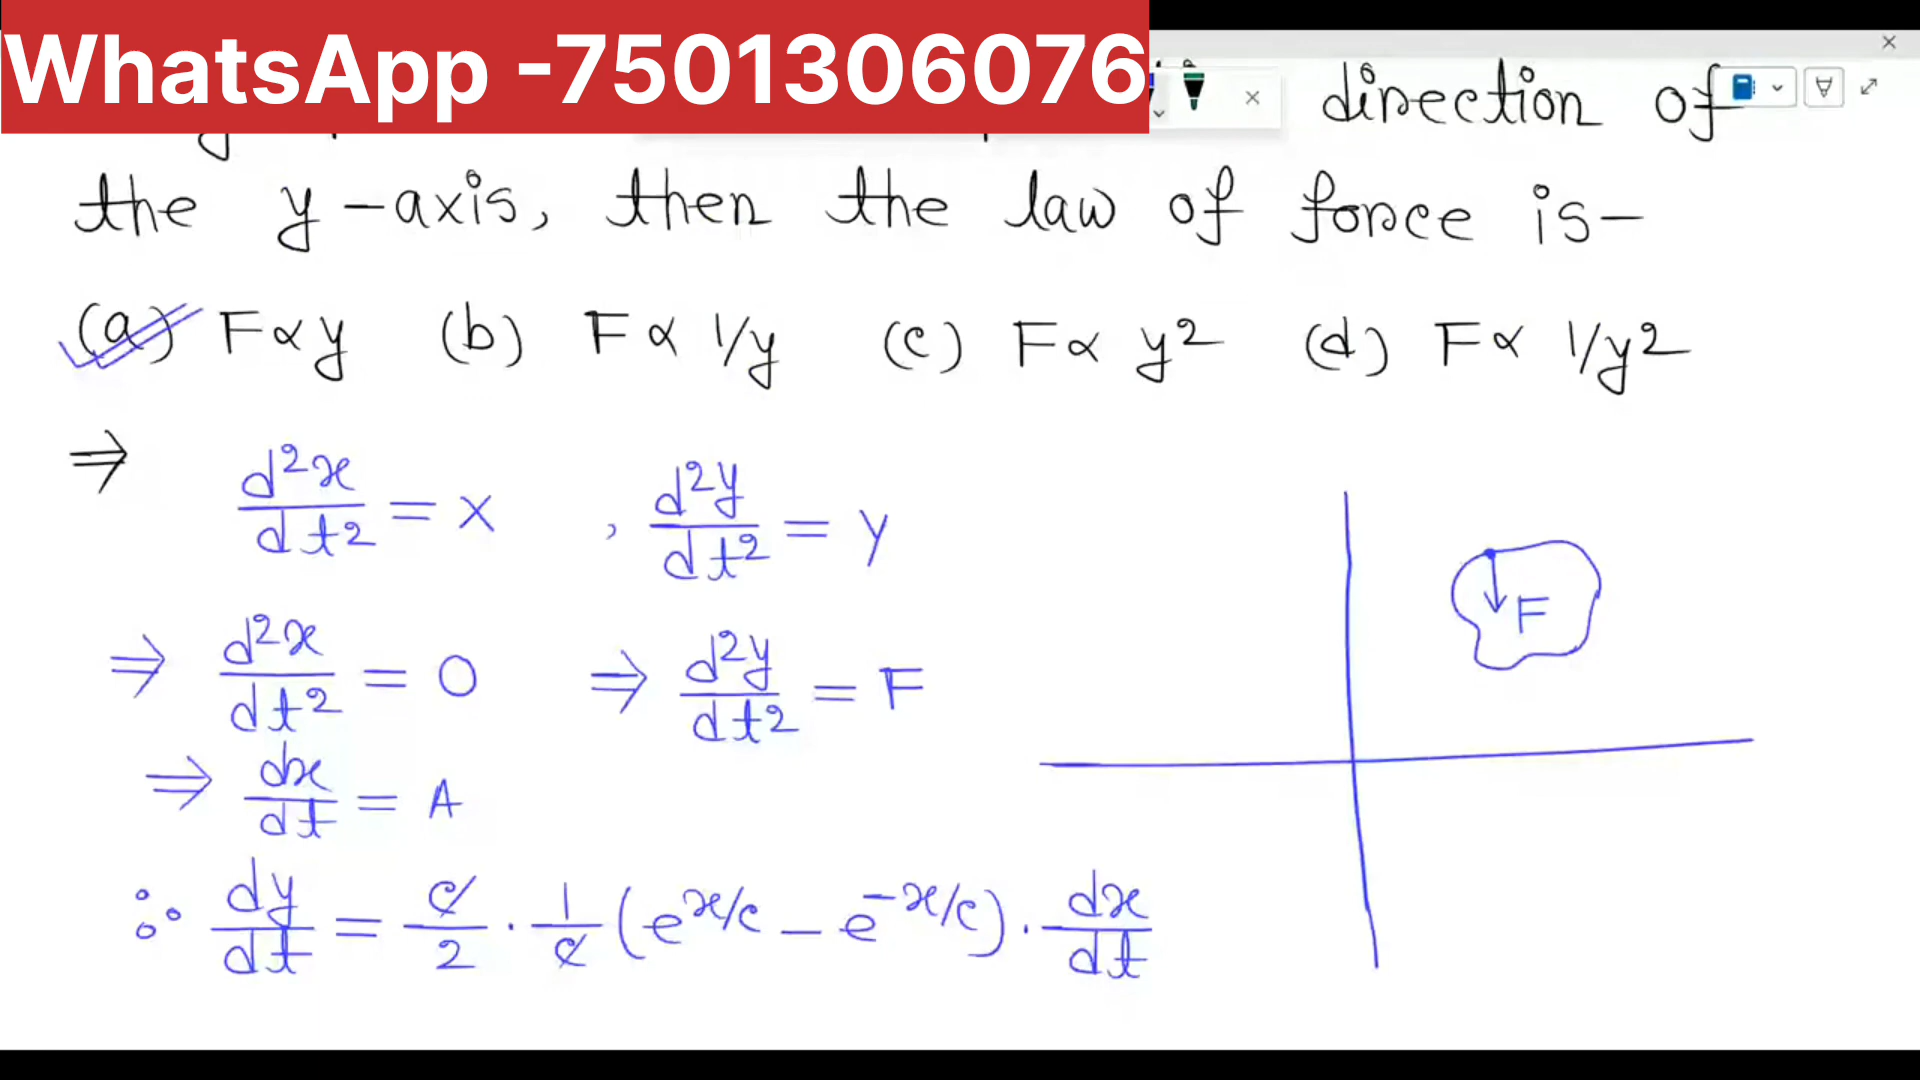 WhatsApp -7501306076
direction of
the y-axis, then the law of force is-
(a) F∝y (b) F∝ 1/y (c) F∝ y² (d) F∝ 1/y²
⇒ d²x/dt² = X , d²y/dt² = Y
⇒ d²x/dt² = 0 ⇒ d²y/dt² = F
⇒ dx/dt = A
∴ dy/dt = c/2 · 1/c (e^x/c - e^-x/c) · dx/dt
F